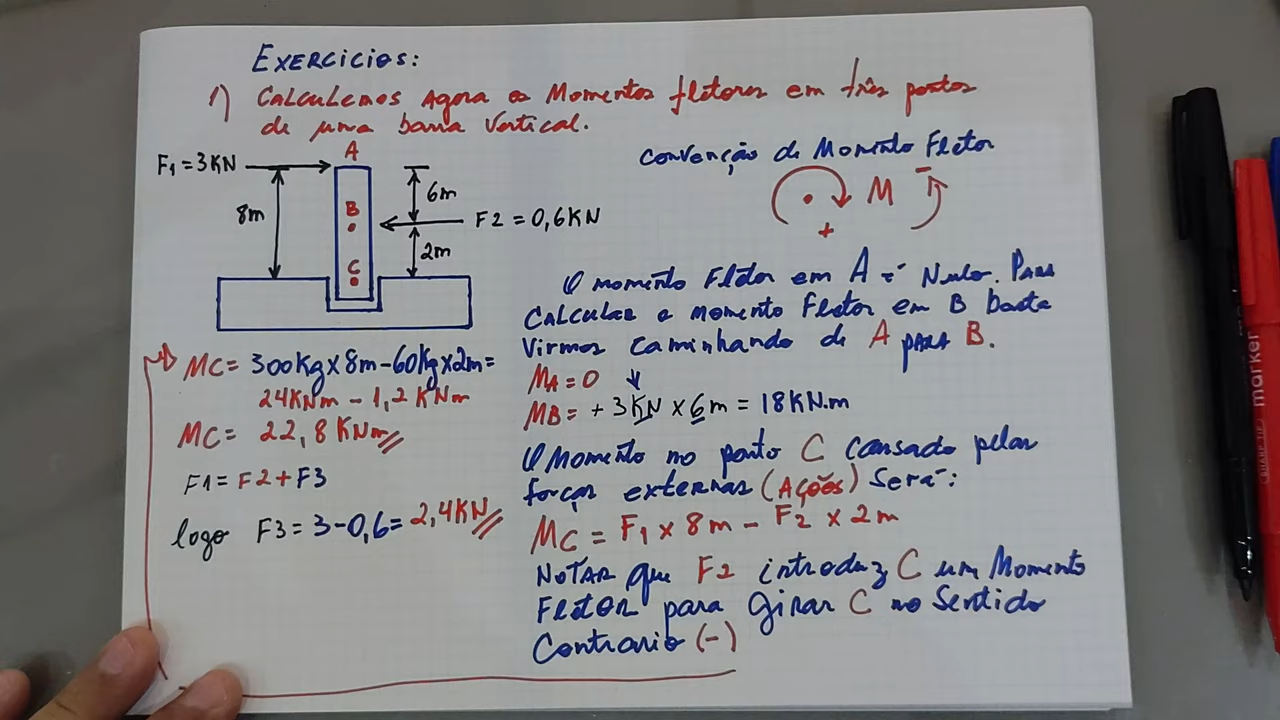 EXERCICIOS:
1) CALCULEMOS AGORA OS MOMENTOS fletores em três pontos
de uma barra Vertical.
A
F1=3KN
8m
6m
B
F2=0,6KN
2m
C
Convenção de Momento Fletor
M
-
+
O momento Fletor em A é Nulo. PARA
CALCULAR o momento Fletor em B basta
Virmos caminhando de A PARA B.
MA=0
MB=+3KN x 6m=18KN.m
O Momento no ponto C causado pelas
forças externas (AÇÕES) Será:
MC=F1 x 8m-F2 x 2m
NOTAR que F2 introduz C um Momento
FLETOR para girar C no Sentido
Contrario (-)
MC=300Kg x 8m-60Kg x 2m=
24KNm-1,2KNm
MC=22,8KNm
F1=F2+F3
logo F3=3-0,6=2,4KN
marker